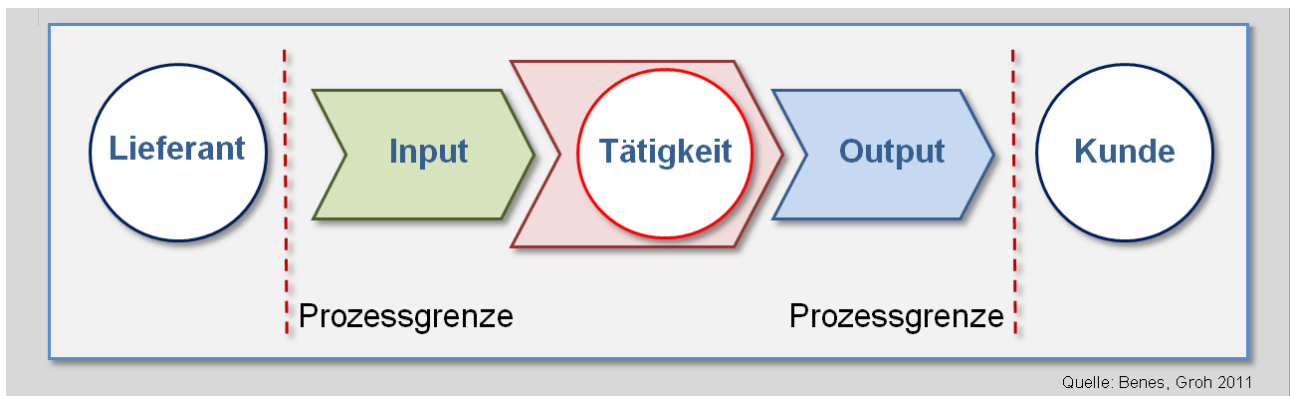 Lieferant
Input
Tätigkeit
Output
Kunde
Prozessgrenze
Prozessgrenze
Quelle: Benes, Groh 2011